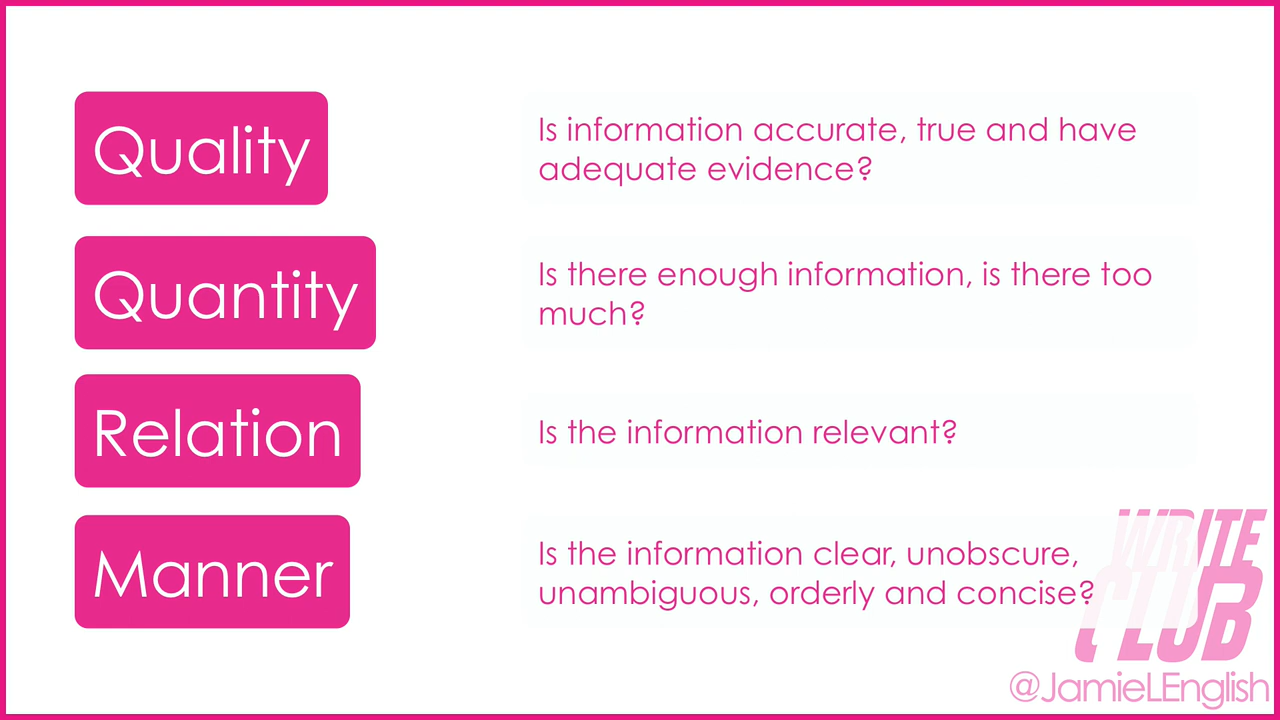 Quality
Is information accurate, true and have
adequate evidence?
Quantity
Is there enough information, is there too
much?
Relation
Is the information relevant?
Manner
Is the information clear, unobscure,
unambiguous, orderly and concise?
WRITE
CLUB
@JamieLEnglish